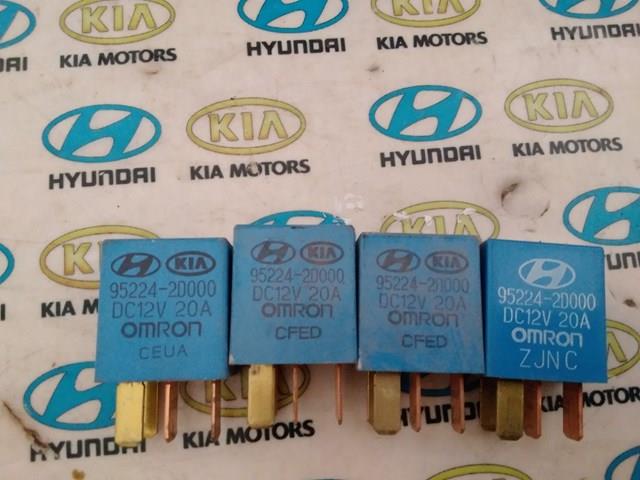 KIA MOTORS
HYUNDAI
KIA MOTORS
HYUNDAI
KIA
KIA
HYUNDAI
KIA
KIA MOTORS
HYUNDAI
KIA
KIA MOTORS
KIA
95224-2D000
DC12V 20A
OMRON
CEUA
KIA
95224-2D000
DC12V 20A
OMRON
CFED
KIA
95224-2D000
DC12V 20A
OMRON
CFED
95224-2D000
DC12V 20A
OMRON
ZJNC
KIA MOTORS
HYUNDAI
KIA MOTORS
HYUNDAI